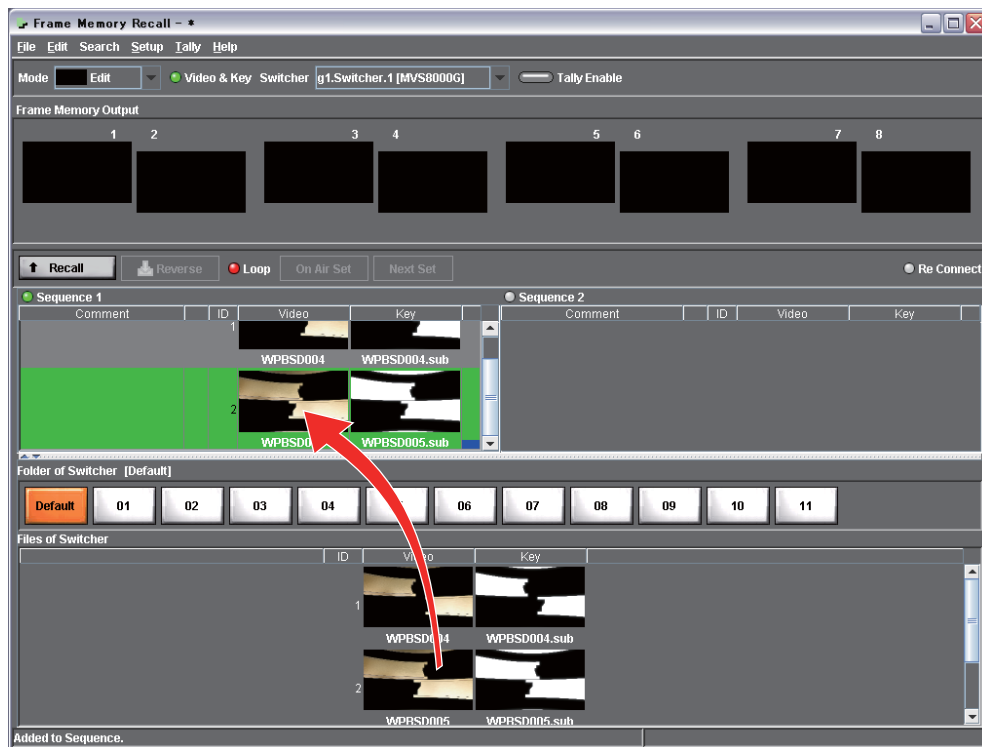 Frame Memory Recall - *
File Edit Search Setup Tally Help
Mode Edit Video & Key Switcher g1.Switcher.1 [MVS8000G] Tally Enable
Frame Memory Output
1 2 3 4 5 6 7 8
Recall Reverse Loop On Air Set Next Set Re Connect
Sequence 1 Sequence 2
Comment ID Video Key Comment ID Video Key
1
WPBSD004 WPBSD004.sub
2
WPBSD005.sub
Folder of Switcher [Default]
Default 01 02 03 04 06 07 08 09 10 11
Files of Switcher
ID Video Key
1
WPBSD004 WPBSD004.sub
2
WPBSD005 WPBSD005.sub
Added to Sequence.